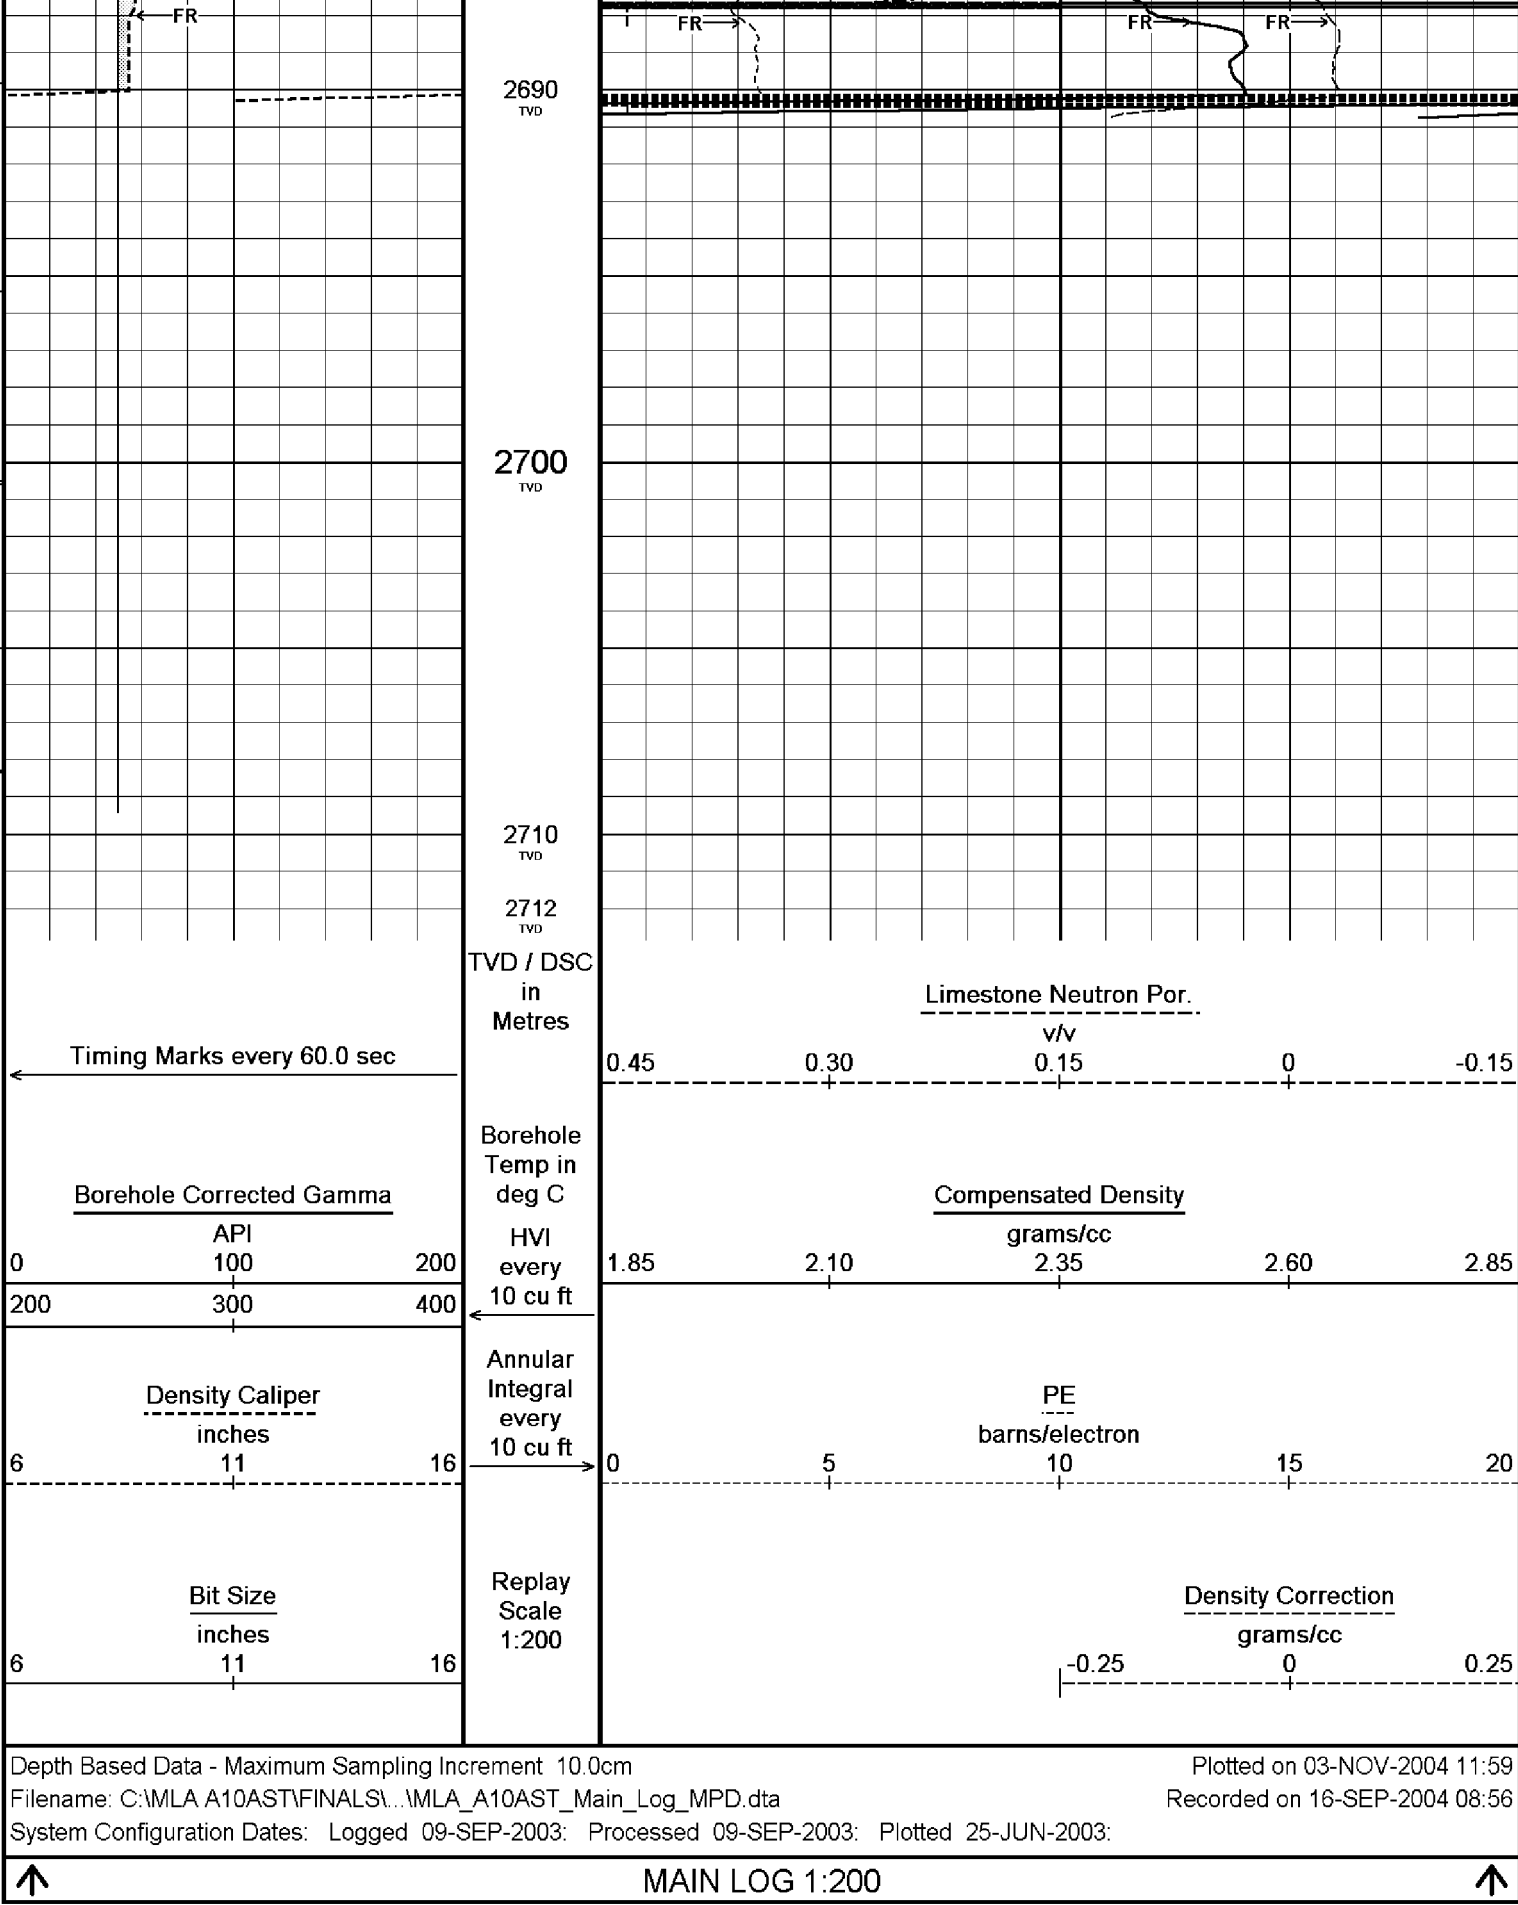 FR
FR
FR
FR
2690
TVD
2700
TVD
2710
TVD
2712
TVD
TVD / DSC
in
Metres
Limestone Neutron Por.
v/v
0.45 0.30 0.15 0 -0.15
Timing Marks every 60.0 sec
Borehole
Temp in
deg C
Borehole Corrected Gamma
API
0 100 200
200 300 400
HVI
every
10 cu ft
Compensated Density
grams/cc
1.85 2.10 2.35 2.60 2.85
Annular
Integral
every
10 cu ft
Density Caliper
inches
6 11 16
PE
barns/electron
0 5 10 15 20
Bit Size
inches
6 11 16
Replay
Scale
1:200
Density Correction
grams/cc
-0.25 0 0.25
Depth Based Data - Maximum Sampling Increment 10.0cm
Plotted on 03-NOV-2004 11:59
Filename: C:\MLA A10AST\FINALS\...\MLA_A10AST_Main_Log_MPD.dta
Recorded on 16-SEP-2004 08:56
System Configuration Dates: Logged 09-SEP-2003: Processed 09-SEP-2003: Plotted 25-JUN-2003:
MAIN LOG 1:200